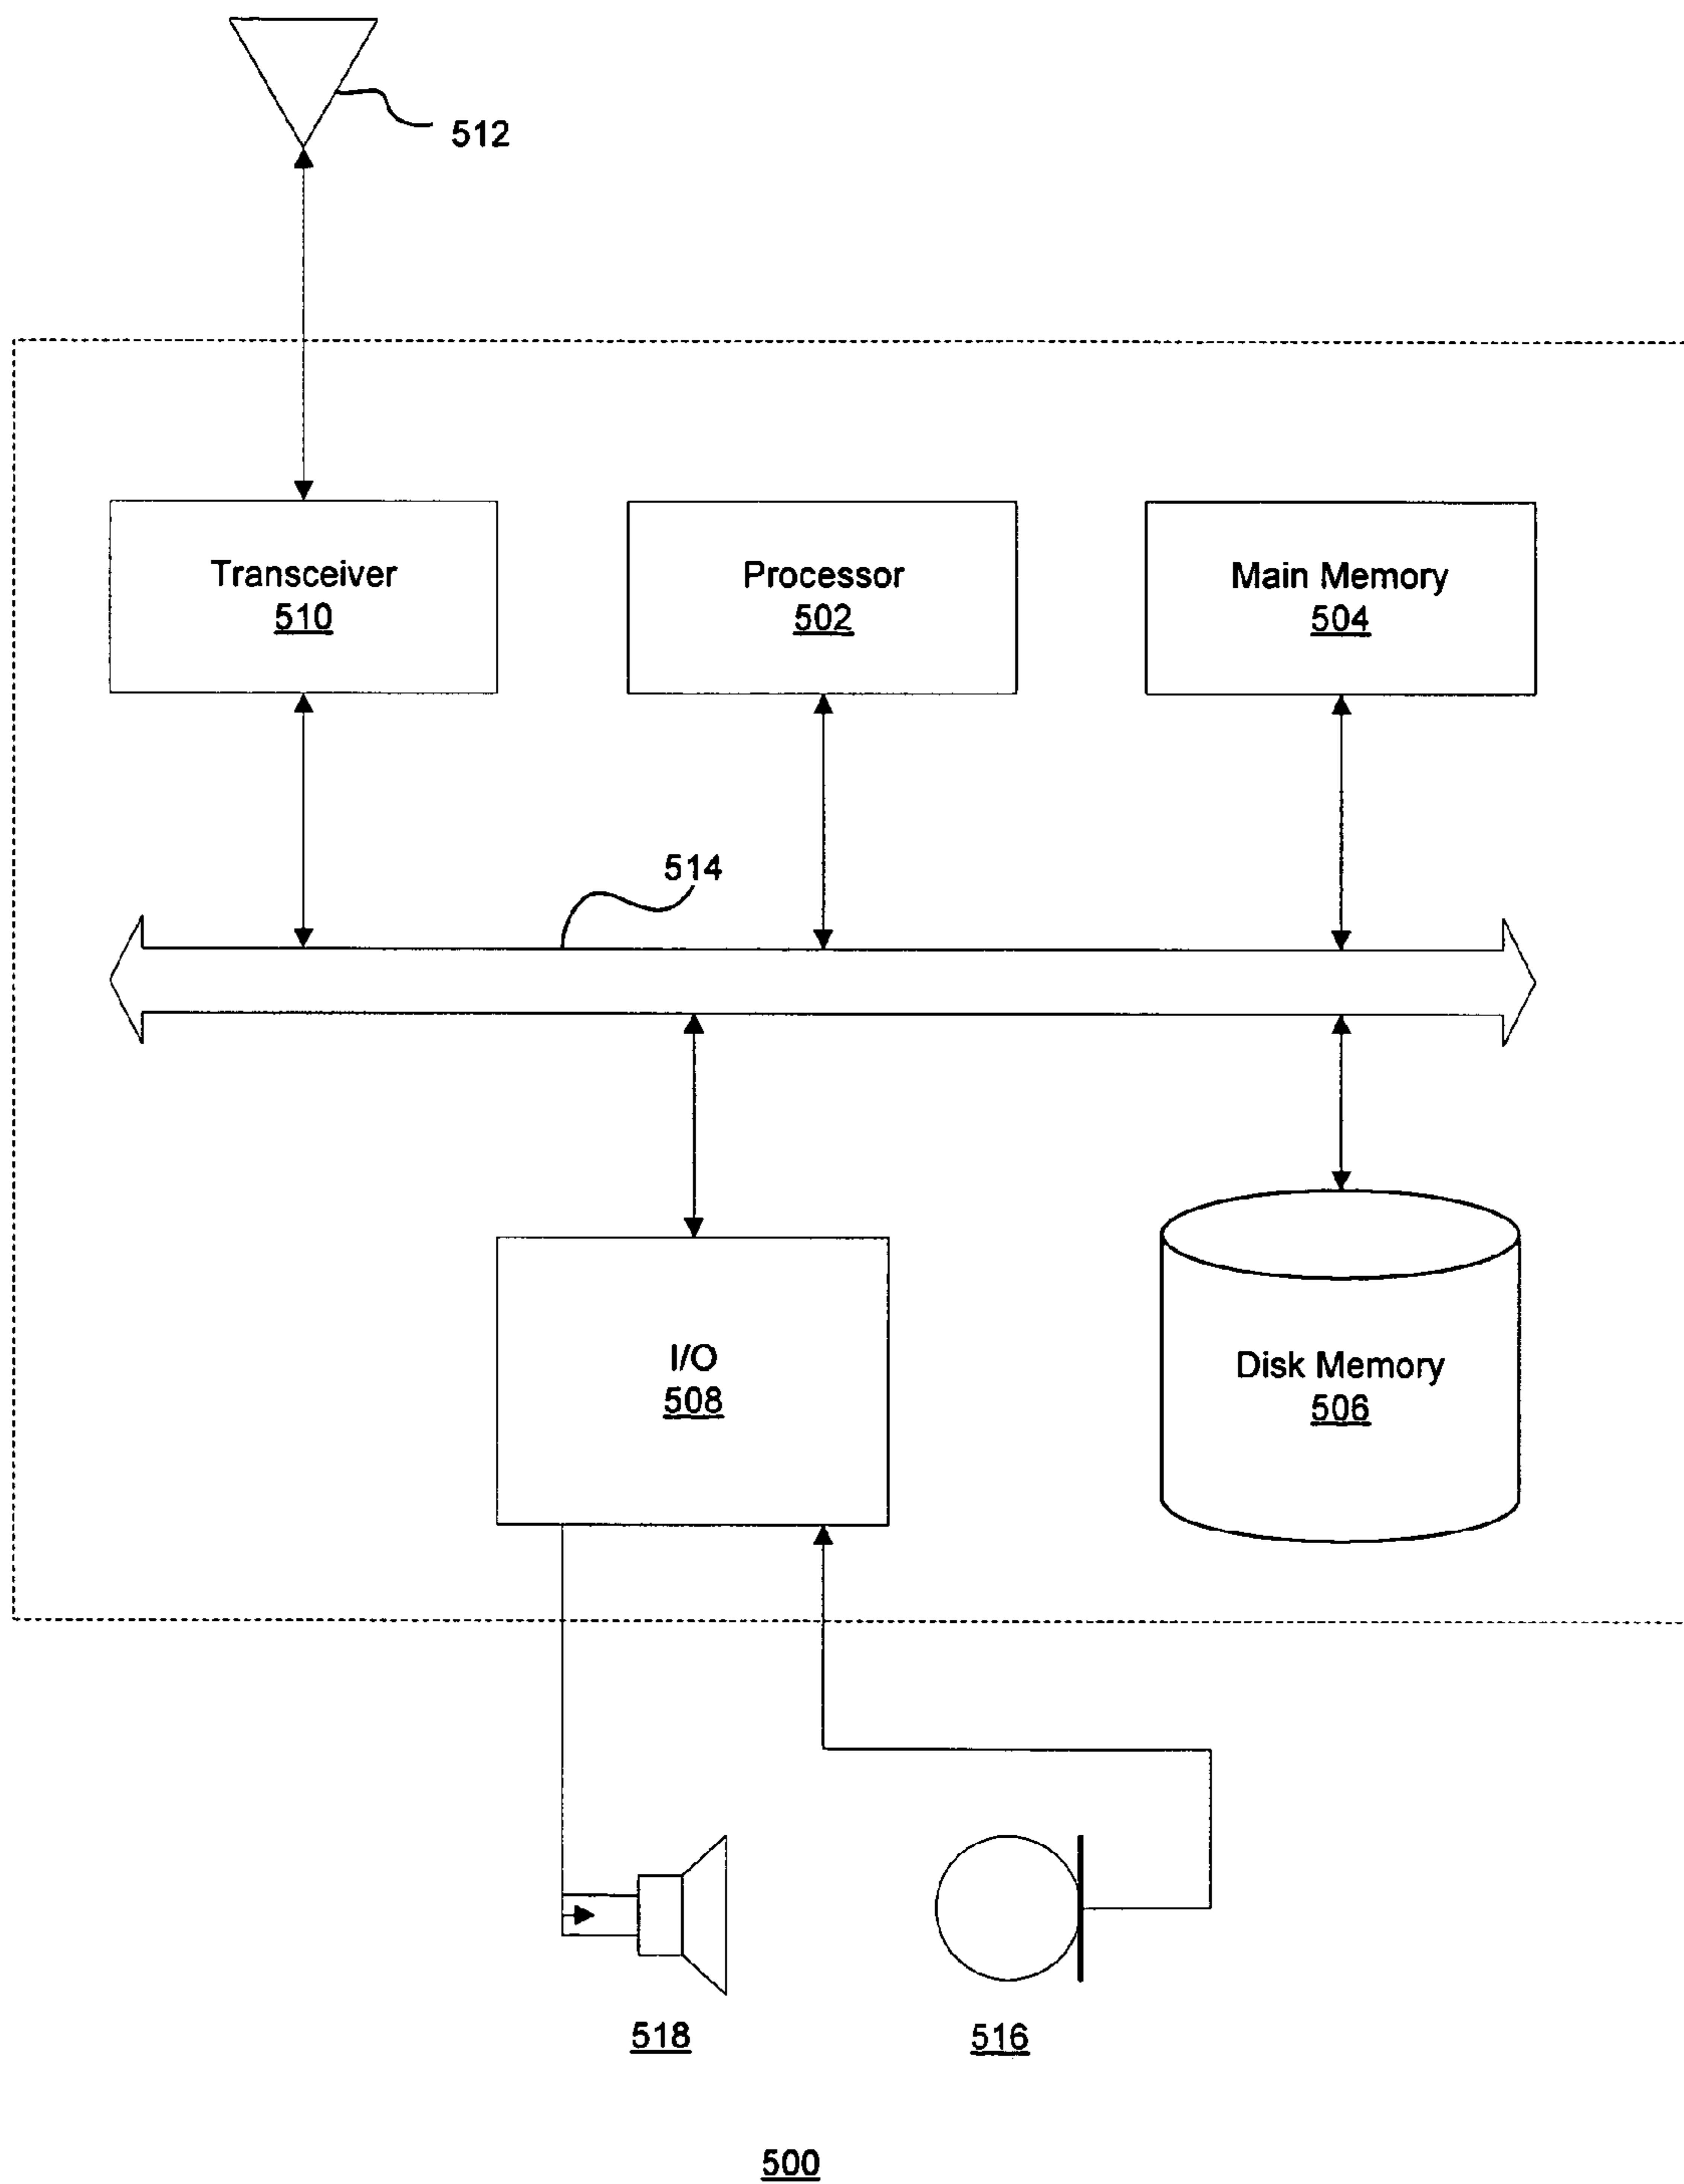 512
Transceiver
510
Processor
502
Main Memory
504
514
I/O
508
Disk Memory
506
518
516
500